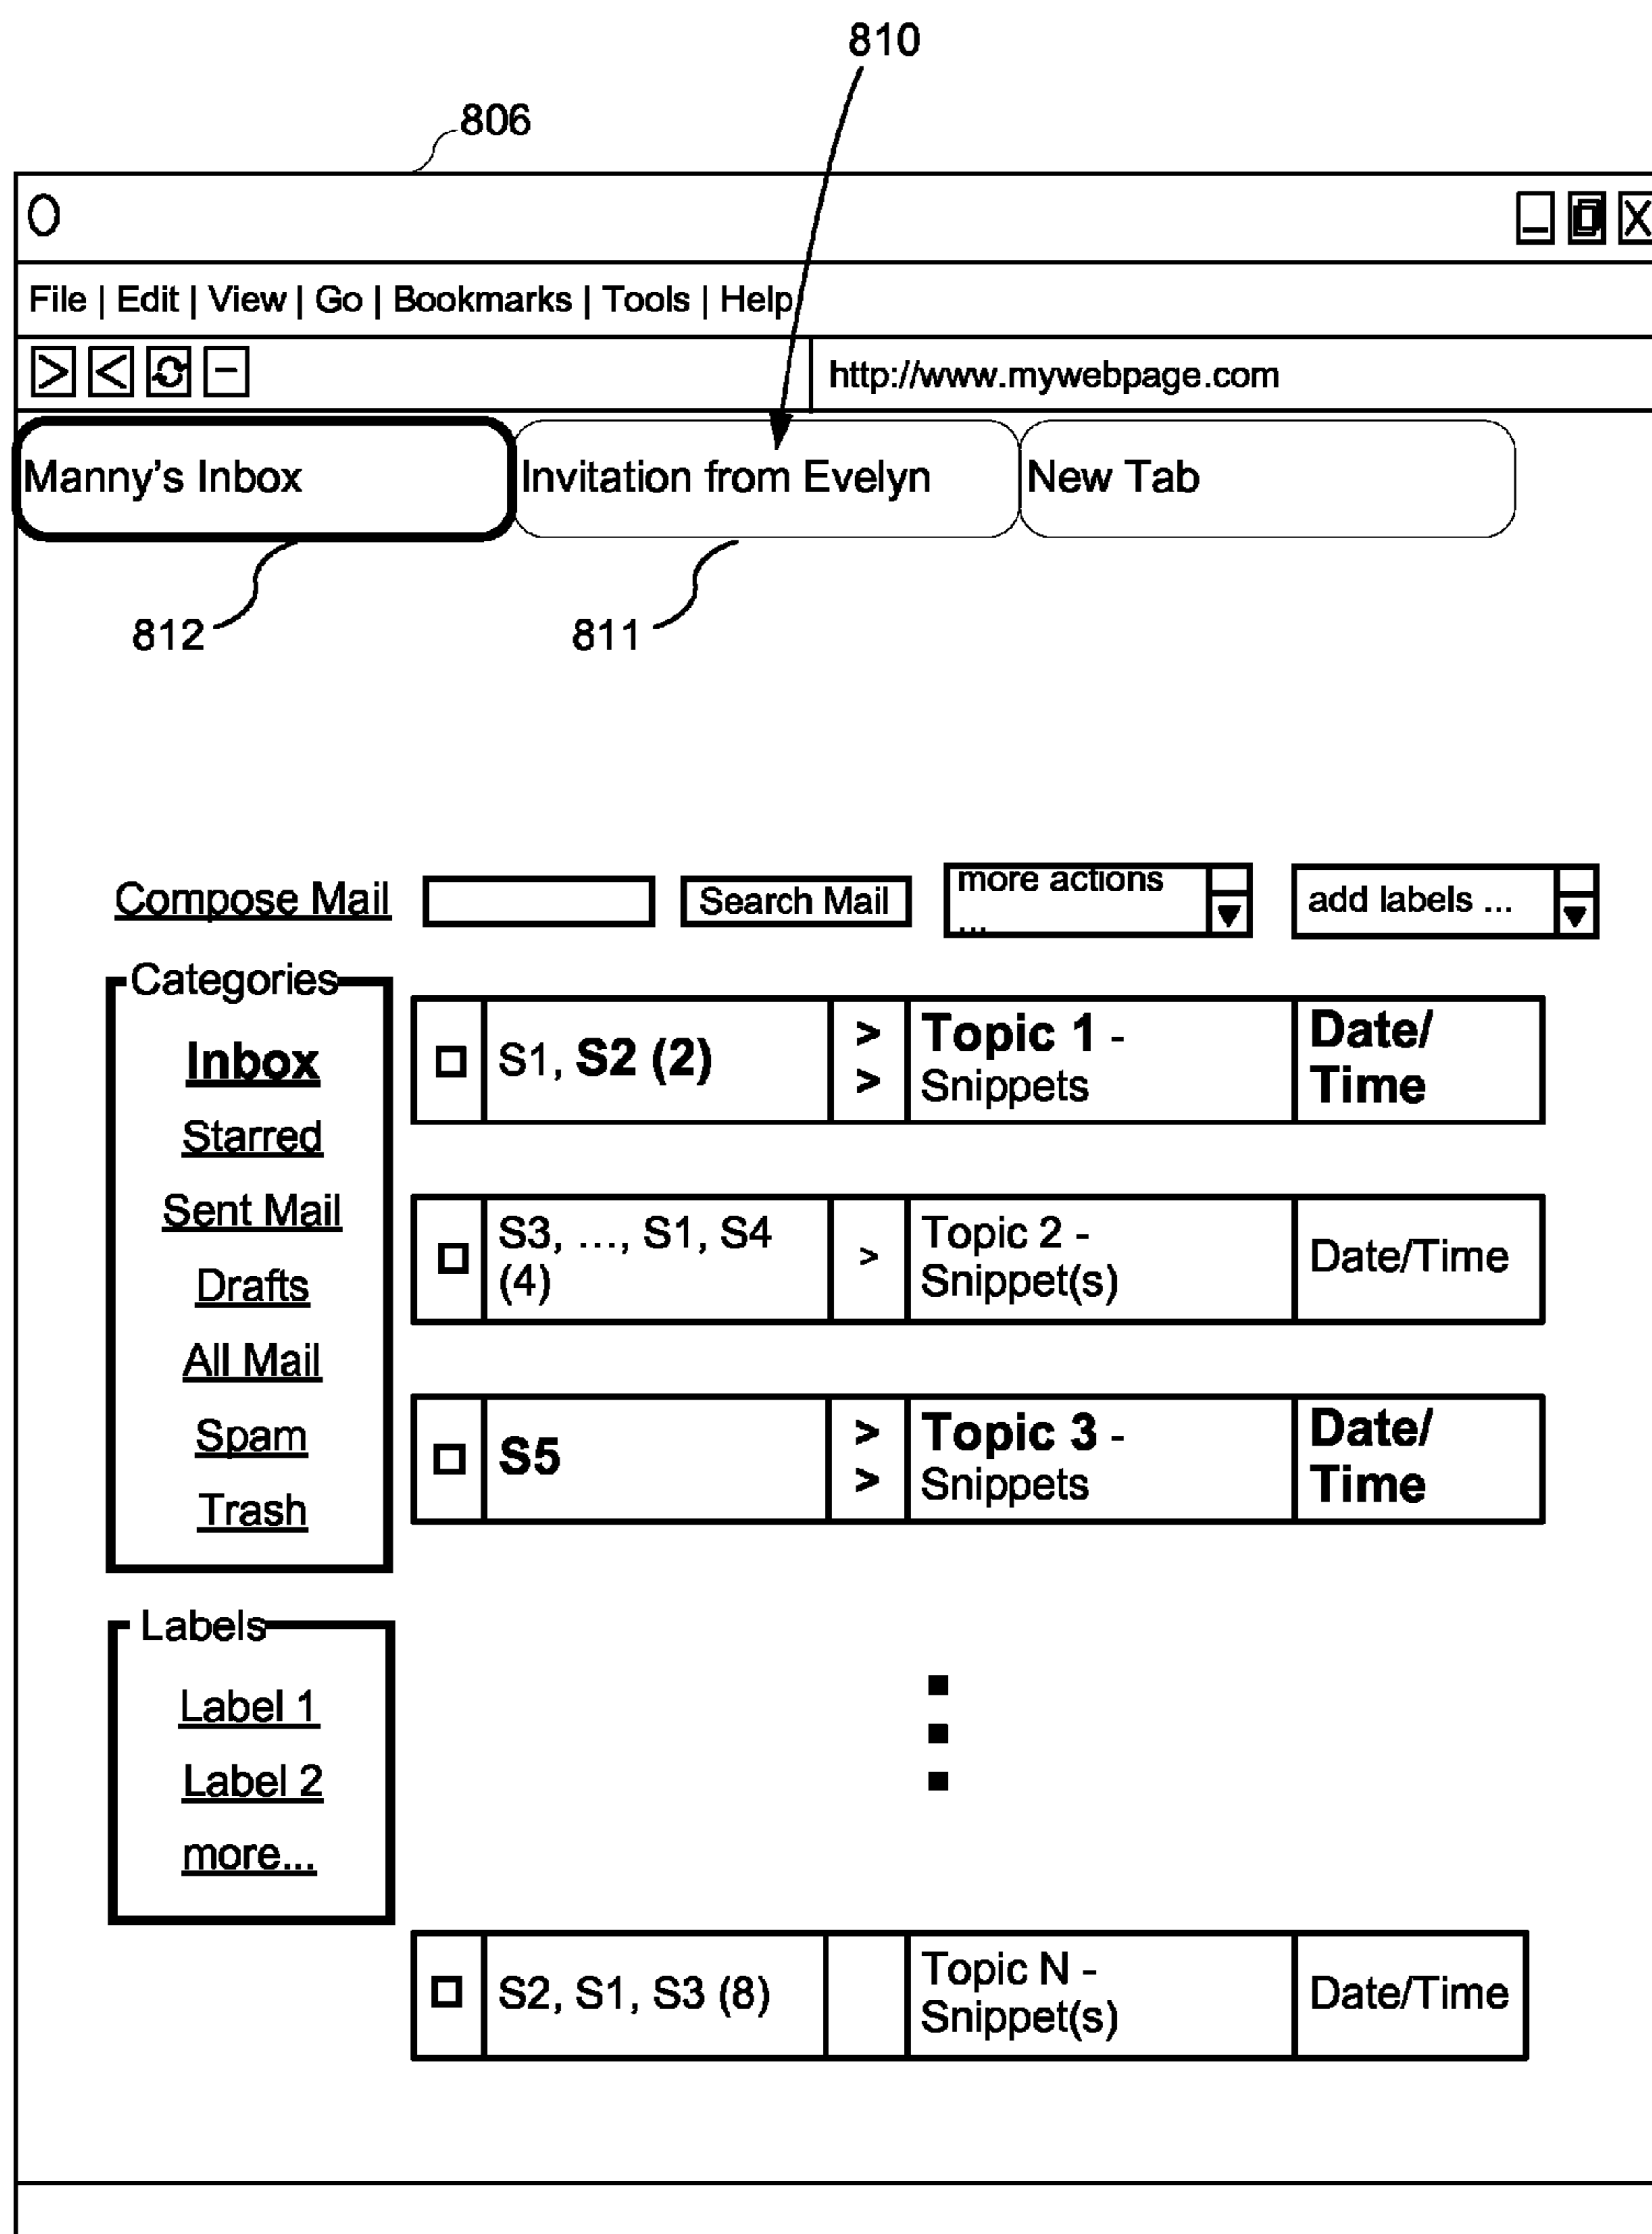 810
806
File | Edit | View | Go | Bookmarks | Tools | Help
http://www.mywebpage.com
Manny's Inbox
Invitation from Evelyn
New Tab
812
811
Compose Mail
Search Mail
more actions
...
add labels ...
Categories
Inbox
Starred
Sent Mail
Drafts
All Mail
Spam
Trash
S1, S2 (2)
>
>
Topic 1 -
Snippets
Date/
Time
S3, ..., S1, S4
(4)
>
Topic 2 -
Snippet(s)
Date/Time
S5
>
>
Topic 3 -
Snippets
Date/
Time
Labels
Label 1
Label 2
more...
S2, S1, S3 (8)
Topic N -
Snippet(s)
Date/Time